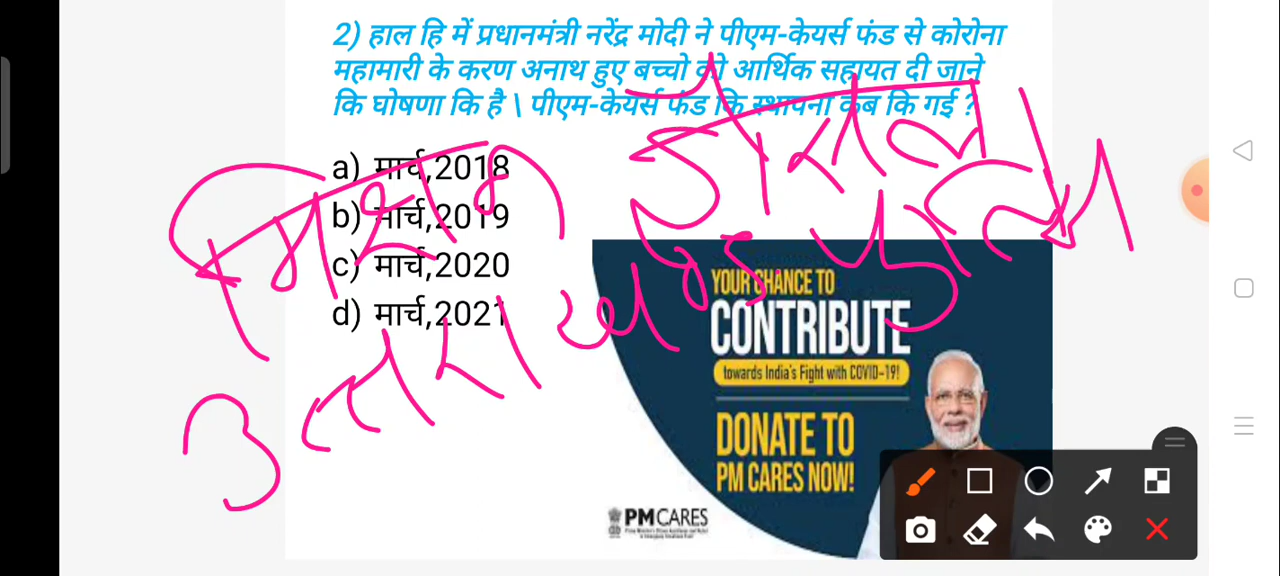 2) हाल हि में प्रधानमंत्री नरेंद्र मोदी ने पीएम-केयर्स फंड से कोरोना
महामारी के करण अनाथ हुए बच्चो को आर्थिक सहायत दी जाने
कि घोषणा कि है \ पीएम-केयर्स फंड कि स्थापना कब कि गई ?
a) मार्च,2018
b) मार्च,2019
c) मार्च,2020
d) मार्च,2021
YOUR CHANCE TO
CONTRIBUTE
towards India's Fight with COVID-19!
DONATE TO
PM CARES NOW!
PMCARES